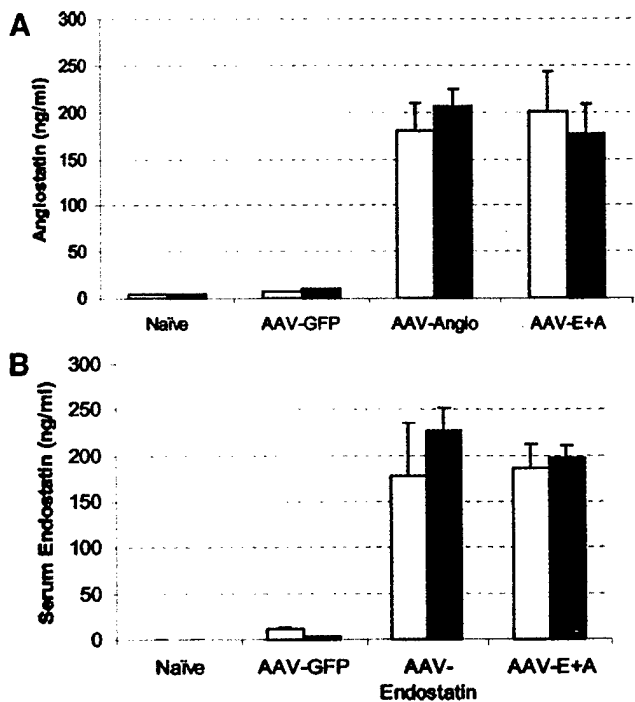 A
Angiostatin (ng/ml)
300
250
200
150
100
50
0
Naïve AAV-GFP AAV-Angio AAV-E+A
B
Serum Endostatin (ng/ml)
300
250
200
150
100
50
0
Naïve AAV-GFP AAV- AAV-E+A
Endostatin